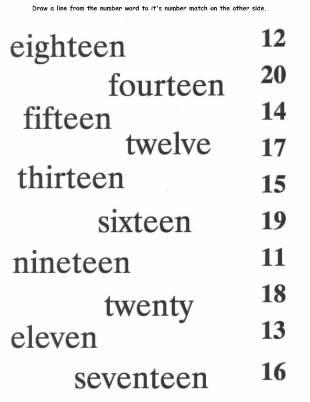 Draw a line from the number word to it's number match on the other side.
eighteen 12
fourteen 20
fifteen 14
twelve 17
thirteen 15
sixteen 19
nineteen 11
twenty 18
eleven 13
seventeen 16